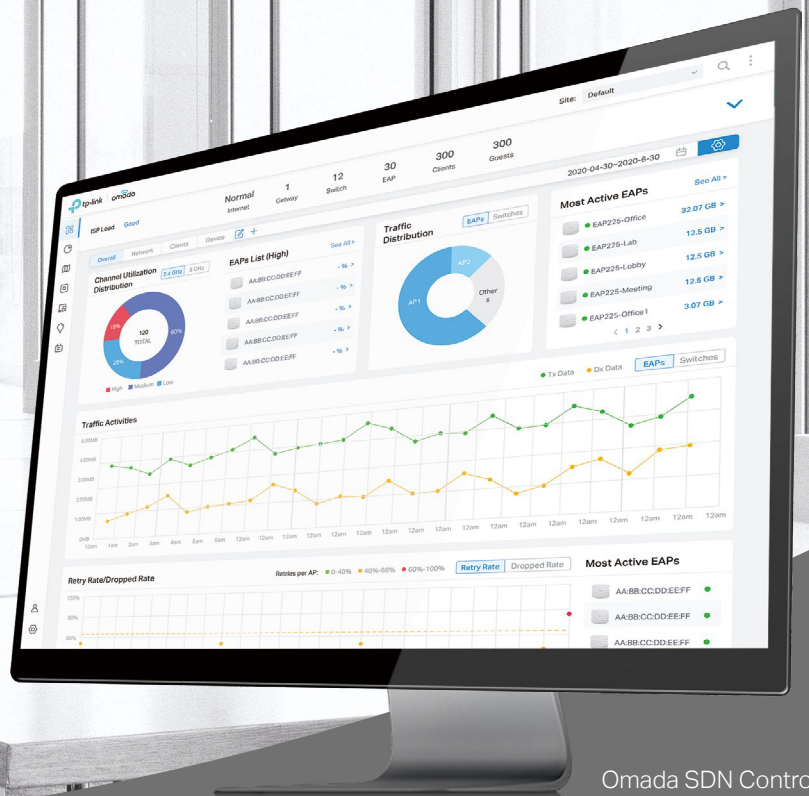 tp-link omada
Site: Default
Normal
Internet
1
Getway
12
Switch
30
EAP
300
Clients
300
Guests
ISP Load Good
2020-04-30~2020-6-30
Overall Network Clients Device
Channel Utilization
Distribution
2.4 GHz 5 GHz
15%
60%
25%
120
TOTAL
High Medium Low
EAPs List (High)
See All >
AA:BB:CC:DD:EE:FF - % >
AA:BB:CC:DD:EE:FF - % >
AA:BB:CC:DD:EE:FF - % >
AA:BB:CC:DD:EE:FF - % >
AA:BB:CC:DD:EE:FF - % >
Traffic
Distribution
EAPs Switches
AP1
AP2
Other
s
Most Active EAPs
See All >
EAP225-Office 32.07 GB >
EAP225-Lab 12.5 GB >
EAP225-Lobby 12.5 GB >
EAP225-Meeting 12.5 GB >
EAP225-Office1 3.07 GB >
< 1 2 3 >
Traffic Activities
Tx Data Dx Data EAPs Switches
5.00MB
4.00MB
3.00MB
2.00MB
1.00MB
0MB
12am 1am 2am 3am 4am 5am 6am 12am 12am 12am 12am 12am 12am 12am 12am 12am 12am 12am 12am 12am 12am 12am 12am
Retry Rate/Dropped Rate
Retries per AP: 0-40% 40%-60% 60%-100%
Retry Rate Dropped Rate
100%
80%
60%
Most Active EAPs
AA:BB:CC:DD:EE:FF
AA:BB:CC:DD:EE:FF
AA:BB:CC:DD:EE:FF
Omada SDN Contro